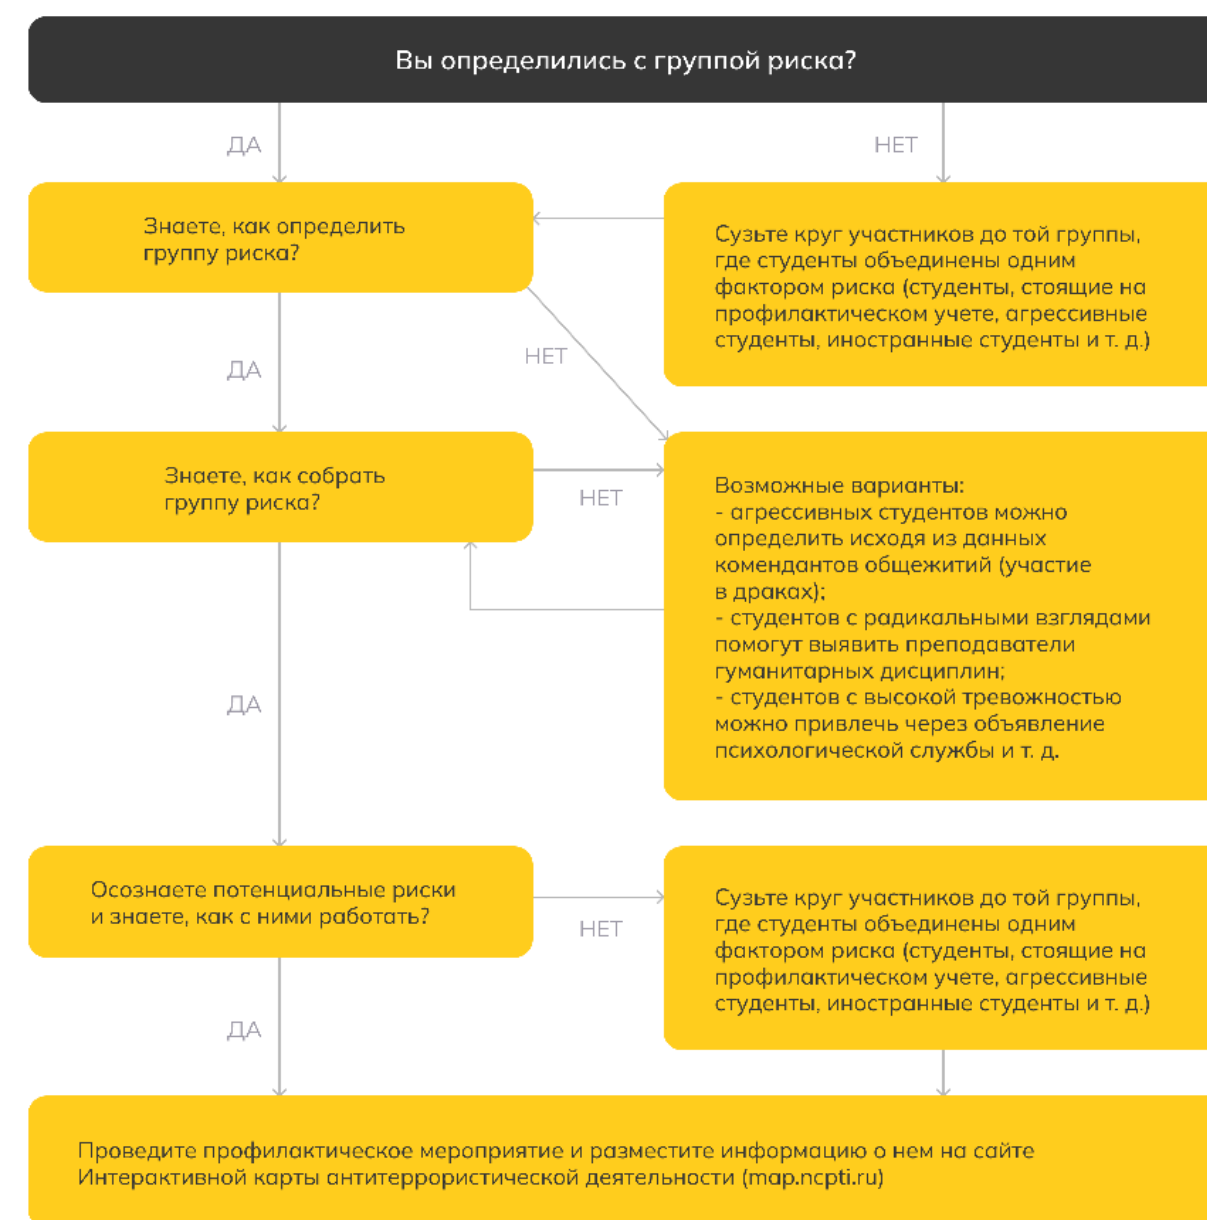 Вы определились с группой риска?
ДА
НЕТ
Знаете, как определить
группу риска?
Сузьте круг участников до той группы,
где студенты объединены одним
фактором риска (студенты, стоящие на
профилактическом учете, агрессивные
студенты, иностранные студенты и т. д.)
НЕТ
ДА
Знаете, как собрать
группу риска?
НЕТ
Возможные варианты:
- агрессивных студентов можно
определить исходя из данных
комендантов общежитий (участие
в драках);
- студентов с радикальными взглядами
помогут выявить преподаватели
гуманитарных дисциплин;
- студентов с высокой тревожностью
можно привлечь через объявление
психологической службы и т. д.
ДА
Осознаете потенциальные риски
и знаете, как с ними работать?
НЕТ
Сузьте круг участников до той группы,
где студенты объединены одним
фактором риска (студенты, стоящие на
профилактическом учете, агрессивные
студенты, иностранные студенты и т. д.)
ДА
Проведите профилактическое мероприятие и разместите информацию о нем на сайте
Интерактивной карты антитеррористической деятельности (map.ncpti.ru)